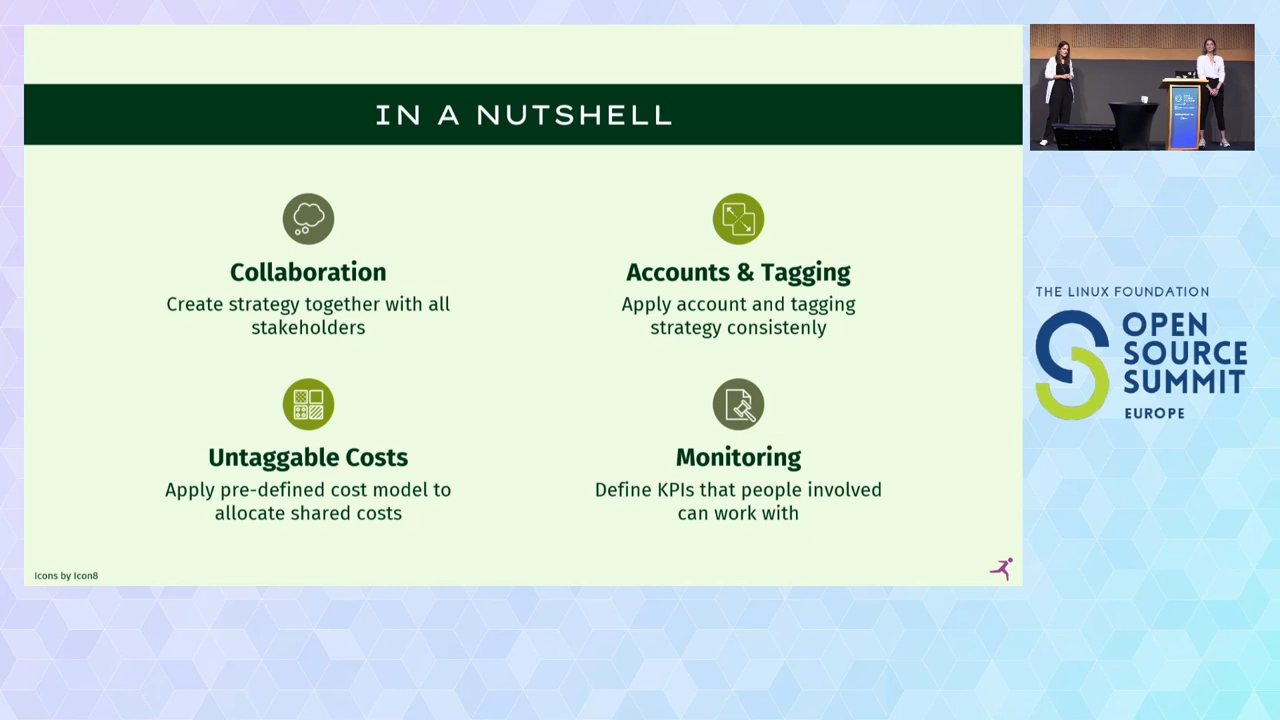 IN A NUTSHELL
Collaboration
Create strategy together with all
stakeholders
Accounts & Tagging
Apply account and tagging
strategy consistenly
Untaggable Costs
Apply pre-defined cost model to
allocate shared costs
Monitoring
Define KPIs that people involved
can work with
Icons by Icon8
THE LINUX FOUNDATION
OPEN
SOURCE
SUMMIT
EUROPE